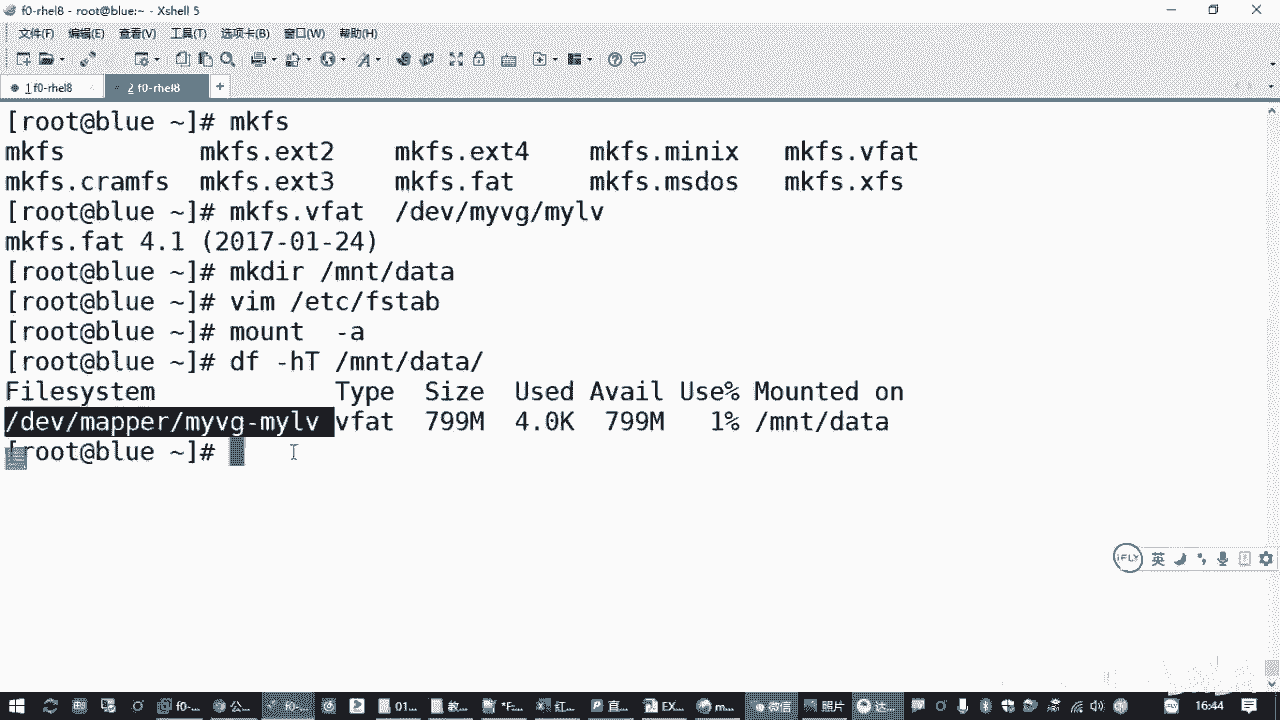 f0-rhel8 - root@blue:~ - Xshell 5
文件(F) 编辑(E) 查看(V) 工具(T) 选项卡(B) 窗口(W) 帮助(H)
1 f0-rhel8 2 f0-rhel8 +
[root@blue ~]# mkfs
mkfs mkfs.ext2 mkfs.ext4 mkfs.minix mkfs.vfat
mkfs.cramfs mkfs.ext3 mkfs.fat mkfs.msdos mkfs.xfs
[root@blue ~]# mkfs.vfat /dev/myvg/mylv
mkfs.fat 4.1 (2017-01-24)
[root@blue ~]# mkdir /mnt/data
[root@blue ~]# vim /etc/fstab
[root@blue ~]# mount -a
[root@blue ~]# df -hT /mnt/data/
Filesystem Type Size Used Avail Use% Mounted on
/dev/mapper/myvg-mylv vfat 799M 4.0K 799M 1% /mnt/data
[root@blue ~]#
iFLY 英
f0-... 公... f0-... 01... 教... *F... 红... P 直... EX... m... 微信 照片 达... 16:44